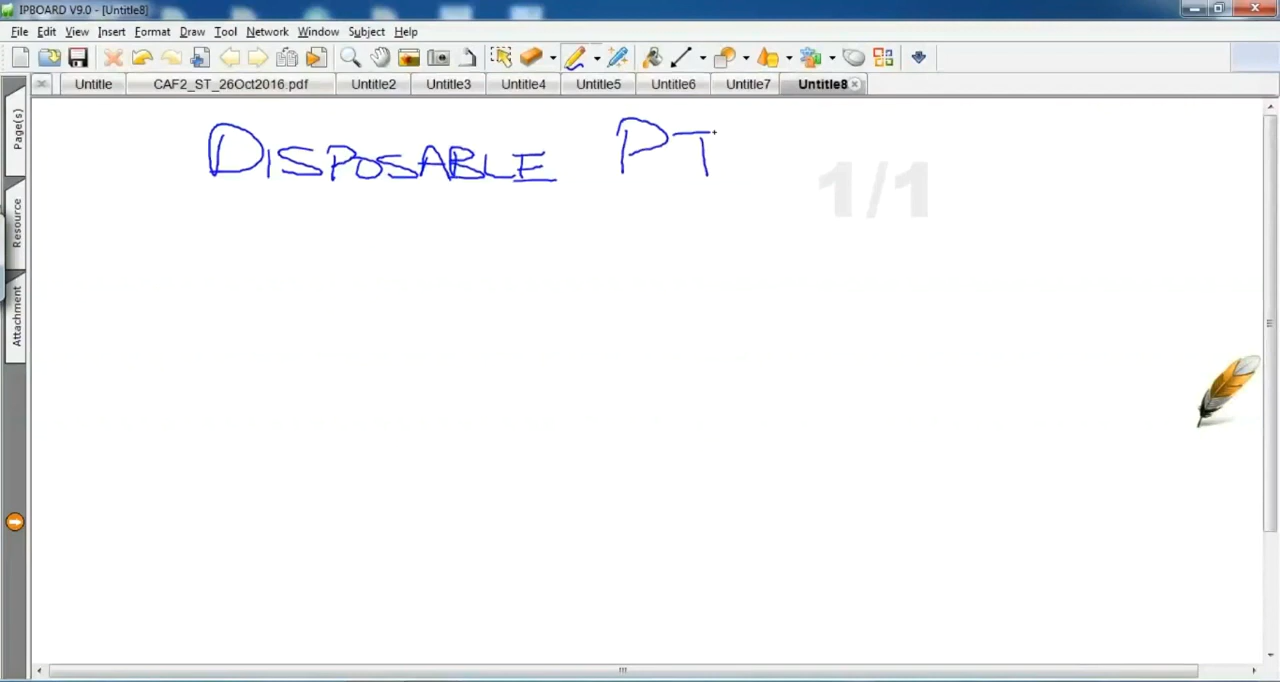 IPBOARD V9.0 - [Untitle8]
File Edit View Insert Format Draw Tool Network Window Subject Help
Untitle CAF2_ST_26Oct2016.pdf Untitle2 Untitle3 Untitle4 Untitle5 Untitle6 Untitle7 Untitle8
Page(s)
Resource
Attachment
DISPOSABLE PT
1/1